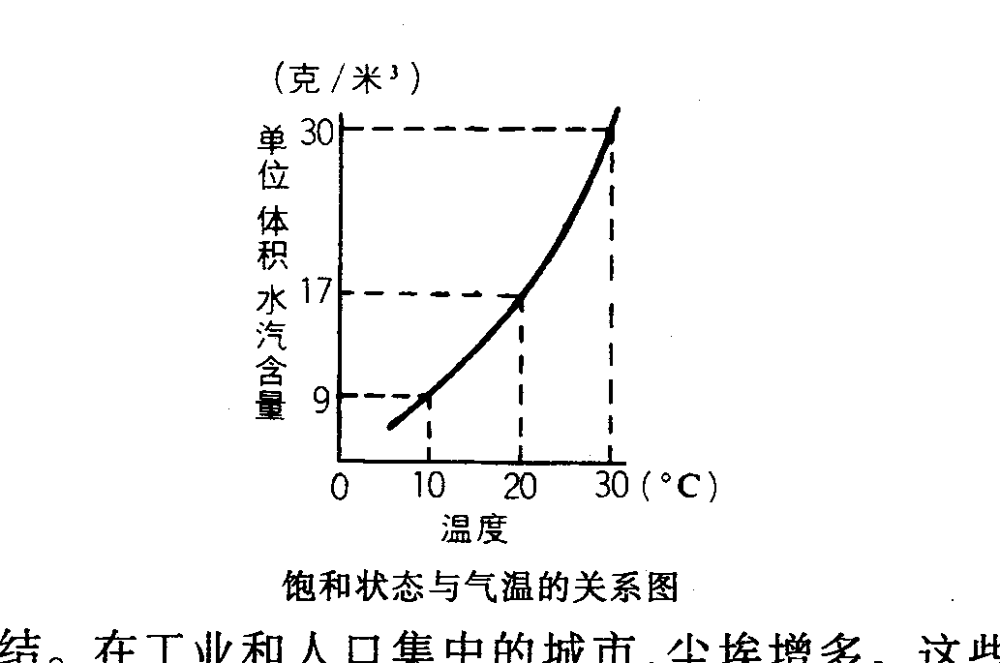 (克/米³)
单位体积水汽含量
30
17
9
0 10 20 30 (°C)
温度
饱和状态与气温的关系图
结。在工业和人口集中的城市,尘埃增多。这些